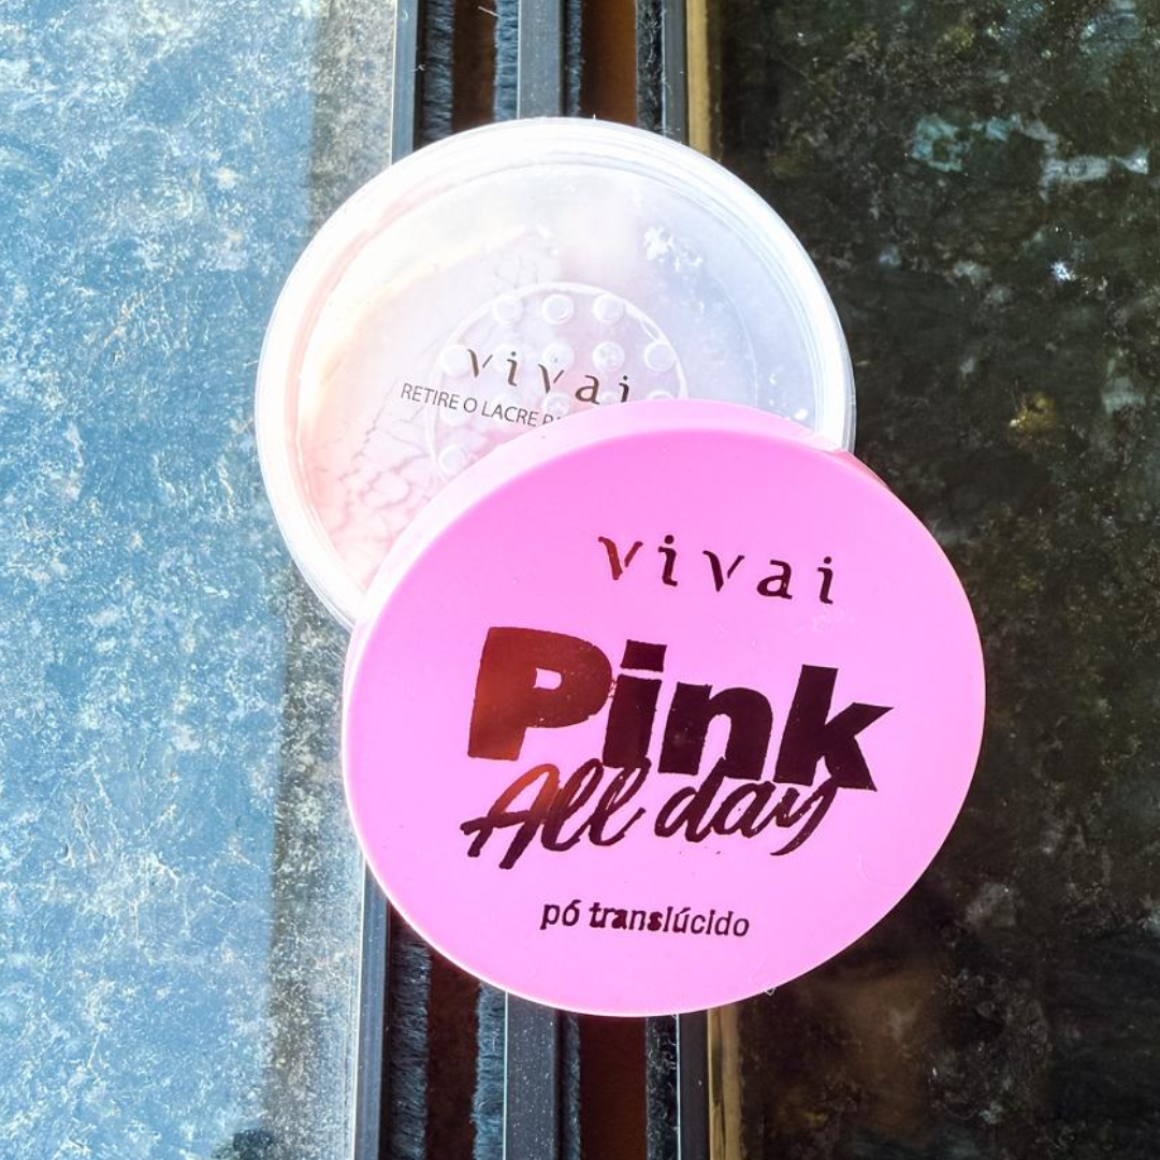 vivai
RETIRE O LACRE
vivai
Pink
All day
pó translúcido